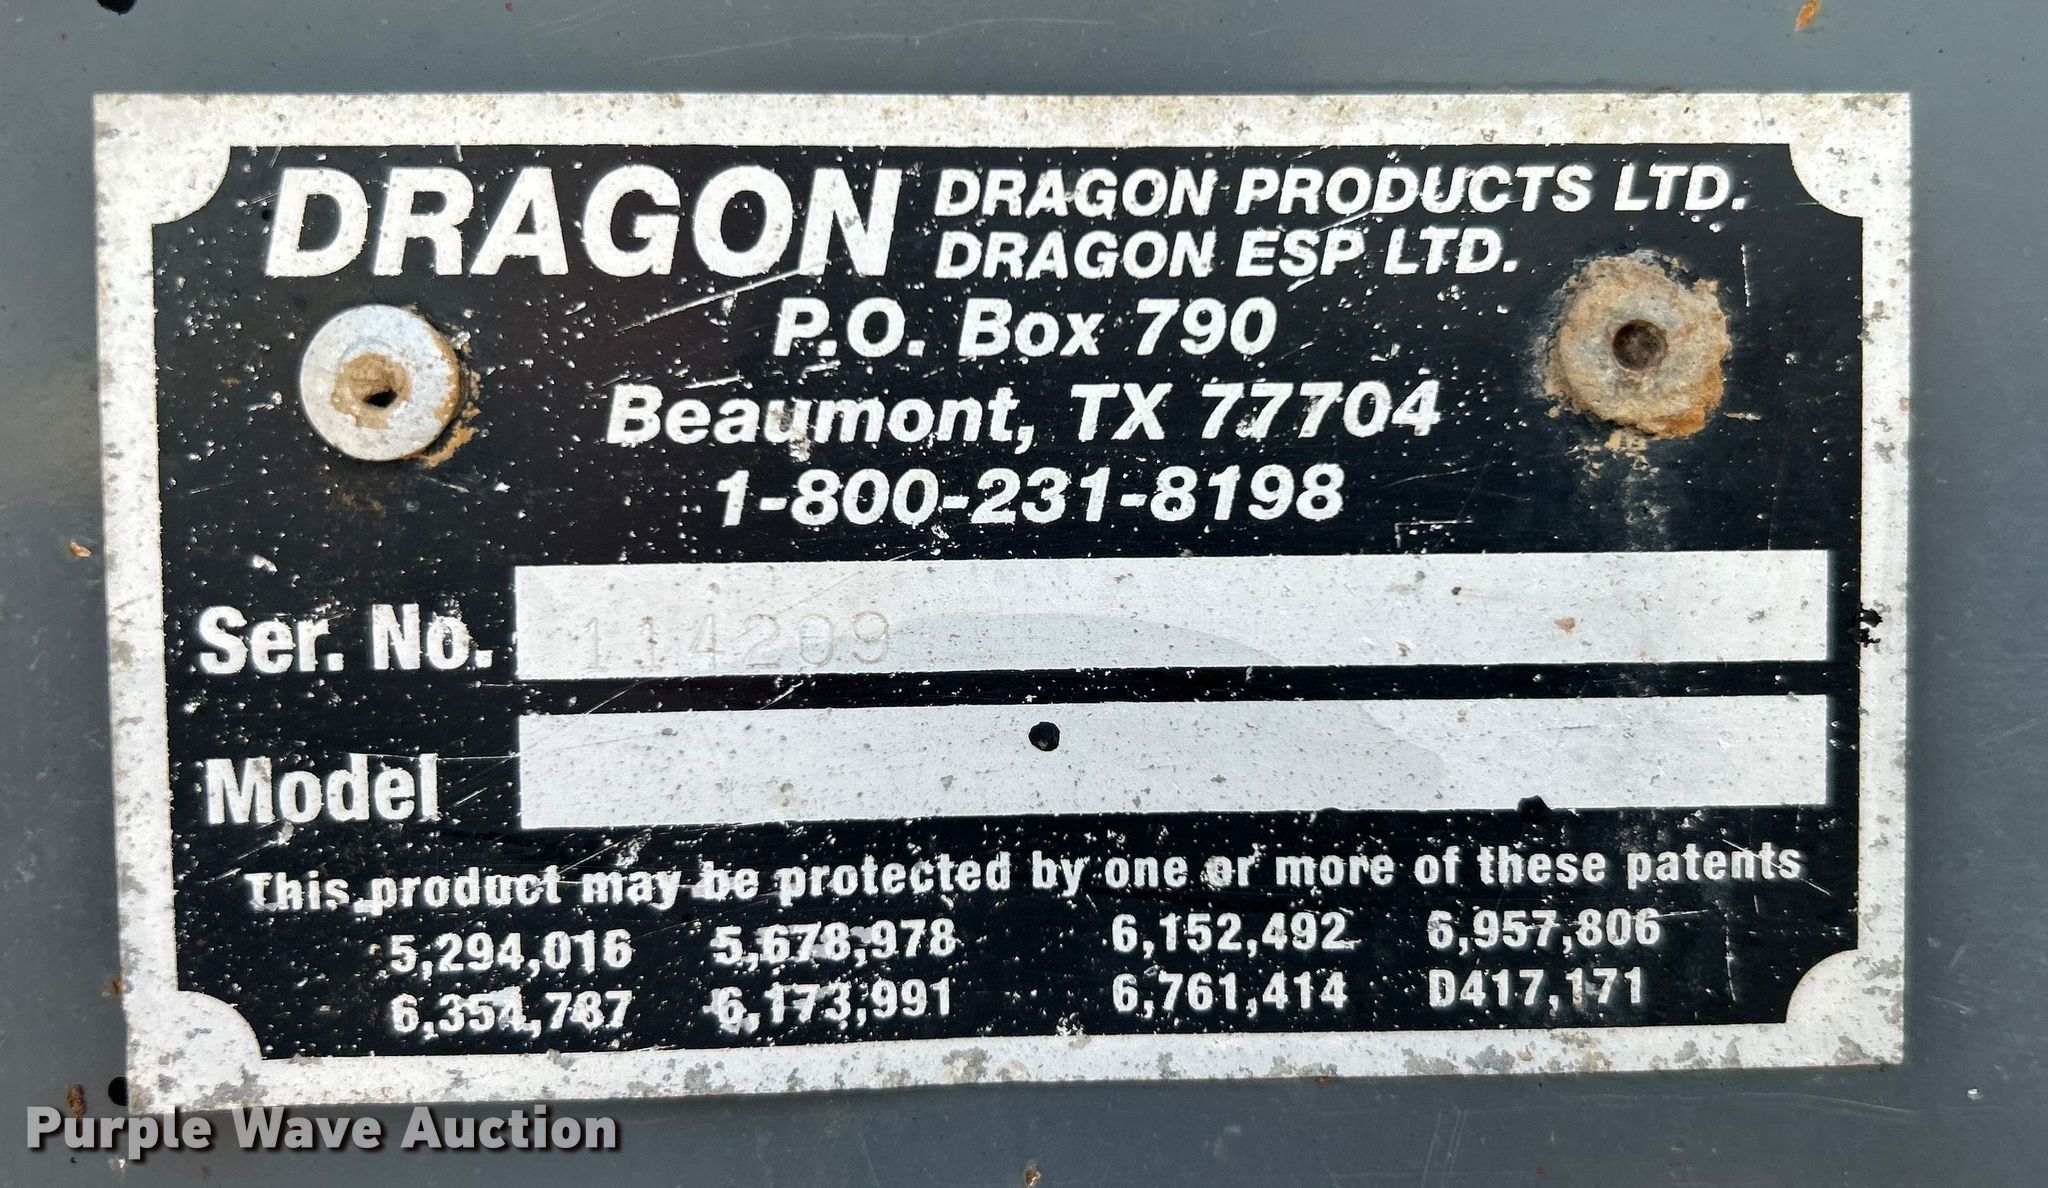 DRAGON DRAGON PRODUCTS LTD.
DRAGON ESP LTD.
P.O. Box 790
Beaumont, TX 77704
1-800-231-8198
Ser. No. 114209
Model
This product may be protected by one or more of these patents
5,294,016 5,678,978 6,152,492 6,957,806
6,354,787 6,173,991 6,761,414 D417,171
Purple Wave Auction